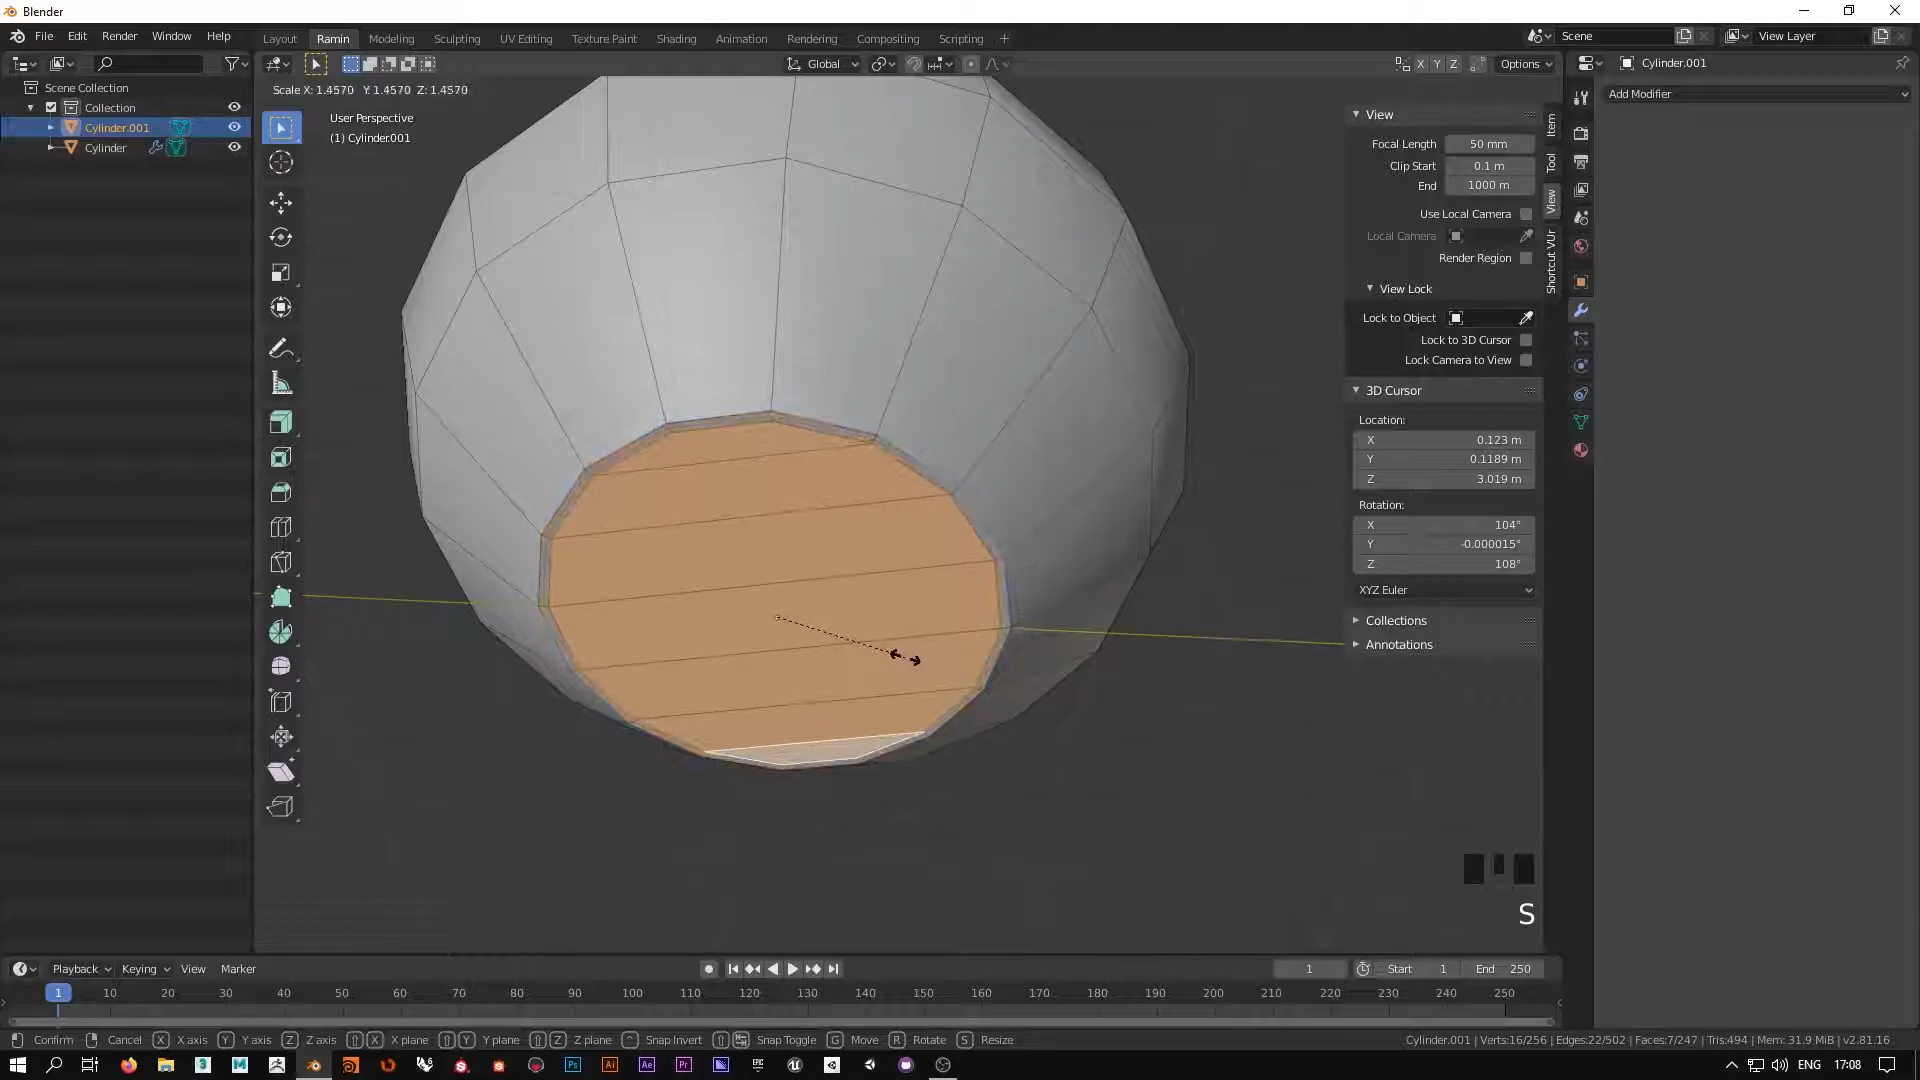 Blender
File Edit Render Window Help
Layout Ramin Modeling Sculpting UV Editing Texture Paint Shading Animation Rendering Compositing Scripting +
Scene
View Layer
Global
X Y Z
Options
Cylinder.001
Scene Collection
Collection
Cylinder.001
Cylinder
Scale X: 1.4570 Y: 1.4570 Z: 1.4570
User Perspective
(1) Cylinder.001
Add Modifier
View
Focal Length 50 mm
Clip Start 0.1 m
End 1000 m
Use Local Camera
Local Camera
Render Region
View Lock
Lock to Object
Lock to 3D Cursor
Lock Camera to View
3D Cursor
Location:
X 0.123 m
Y 0.1189 m
Z 3.019 m
Rotation:
X 104°
Y -0.000015°
Z 108°
XYZ Euler
Collections
Annotations
Item
Tool
View
Shortcut VUr
S
Playback Keying View Marker
1
Start 1
End 250
1 10 20 30 40 50 60 70 80 90 100 110 120 130 140 150 160 170 180 190 200 210 220 230 240 250
Confirm Cancel X X axis Y Y axis Z Z axis X X plane Y Y plane Z Z plane Snap Invert Snap Toggle G Move R Rotate S Resize
Cylinder.001 | Verts:16/256 | Edges:22/502 | Faces:7/247 | Tris:494 | Mem: 31.9 MiB | v2.81.16
3 M Ps Ai Ae Pr EPIC
ENG 17:08